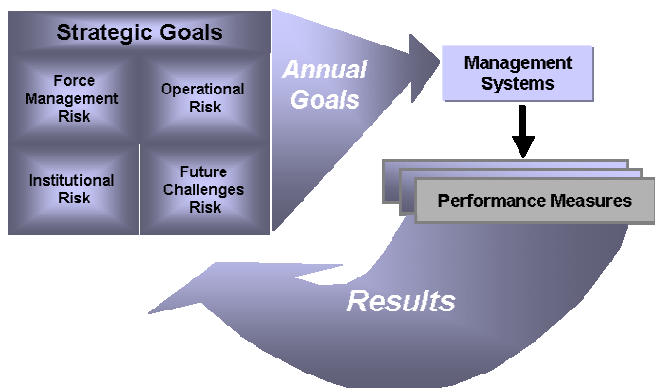 Strategic Goals
Force
Management
Risk
Operational
Risk
Institutional
Risk
Future
Challenges
Risk
Annual
Goals
Management
Systems
Performance Measures
Results